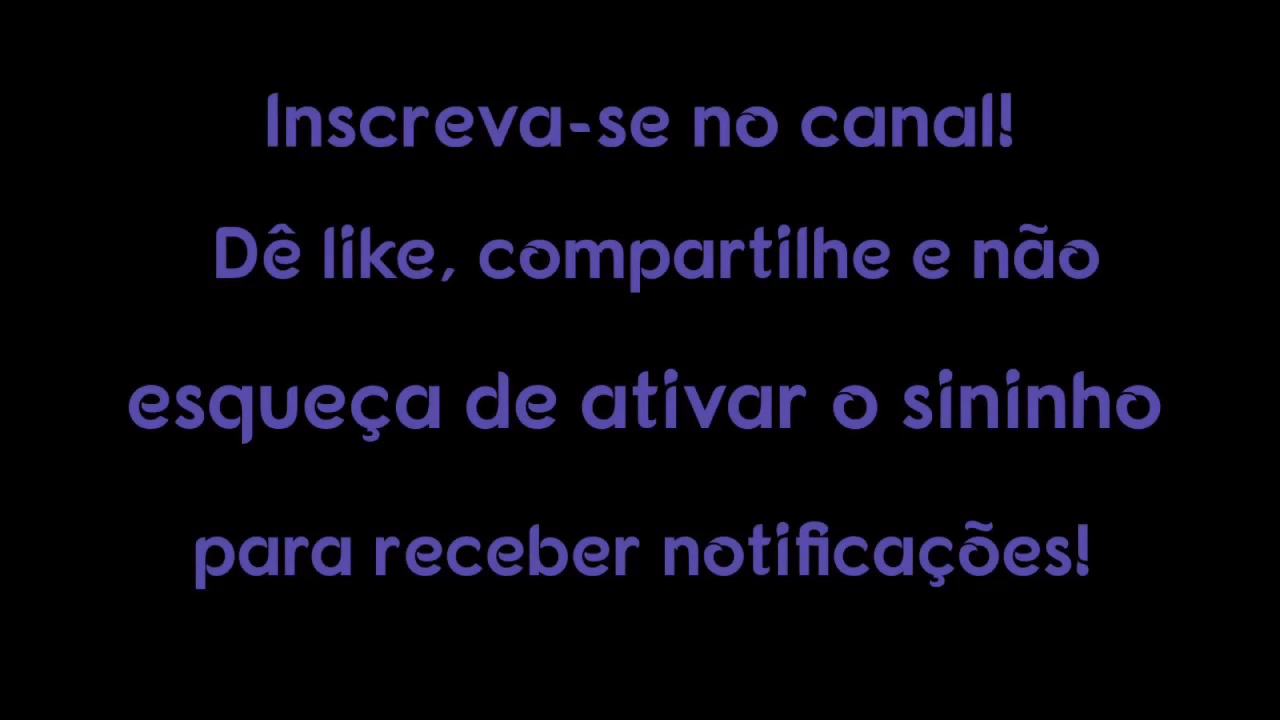 Inscreva-se no canal!
Dê like, compartilhe e não
esqueça de ativar o sininho
para receber notificações!